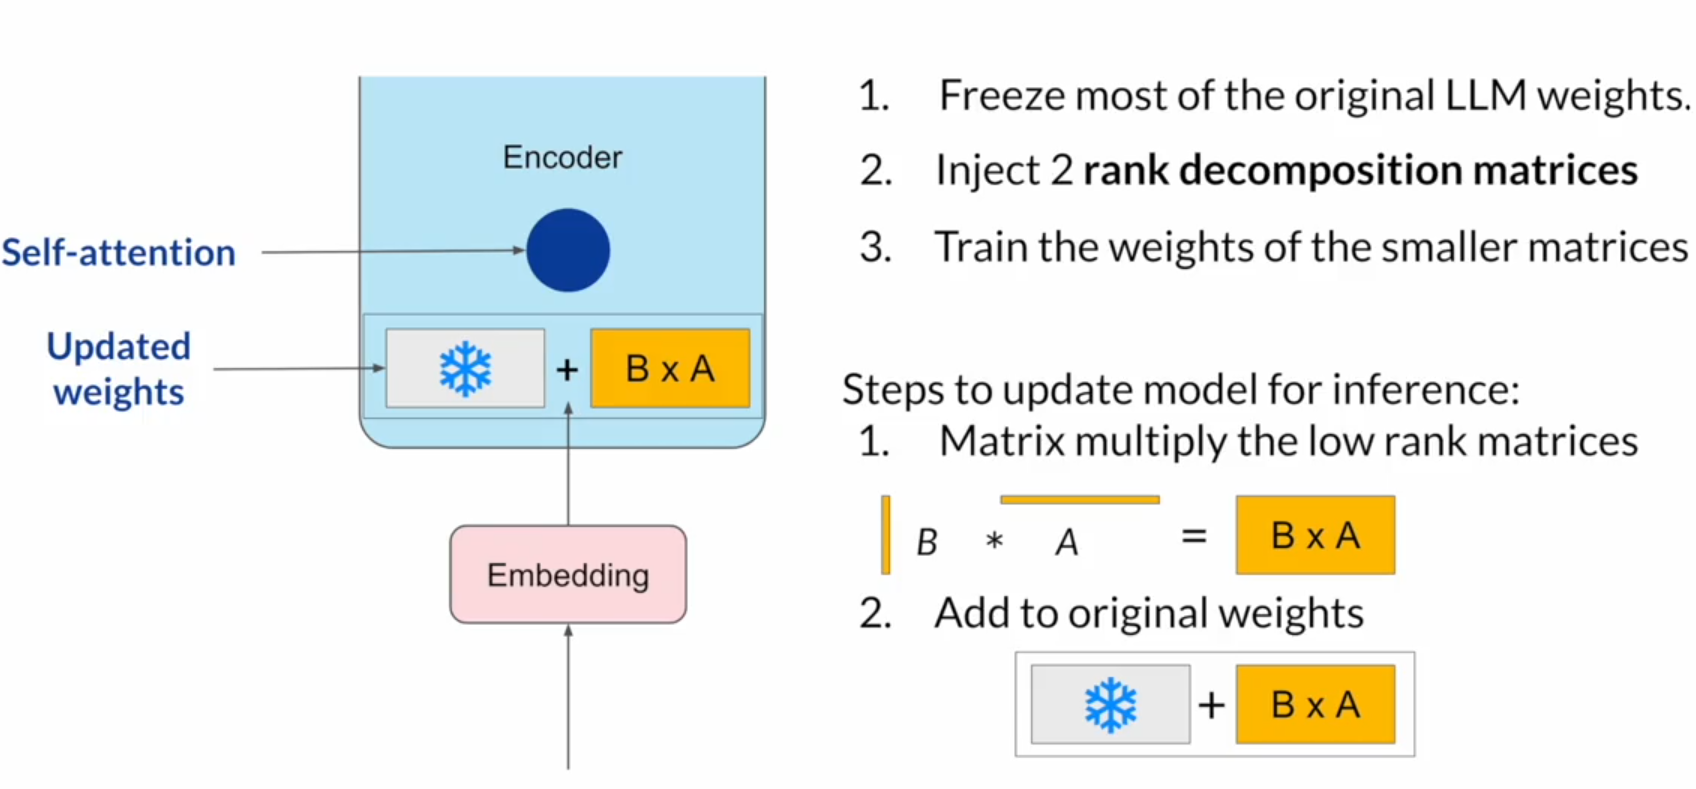 Encoder
Self-attention
Updated
weights
+
B x A
Embedding
1. Freeze most of the original LLM weights.
2. Inject 2 rank decomposition matrices
3. Train the weights of the smaller matrices
Steps to update model for inference:
1. Matrix multiply the low rank matrices
B * A = B x A
2. Add to original weights
+ B x A